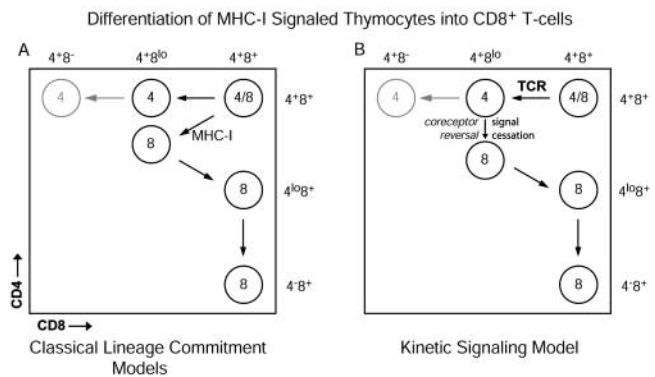 Differentiation of MHC-I Signaled Thymocytes into CD8⁺ T-cells
A
4⁺8⁻ 4⁺8ˡᵒ 4⁺8⁺
4 4 4/8 4⁺8⁺
MHC-I
8
8 4ˡᵒ8⁺
8 4⁻8⁺
CD4
CD8
Classical Lineage Commitment
Models
B
4⁺8⁻ 4⁺8ˡᵒ 4⁺8⁺
TCR
4 4 4/8 4⁺8⁺
coreceptor signal
reversal cessation
8
8 4ˡᵒ8⁺
8 4⁻8⁺
Kinetic Signaling Model